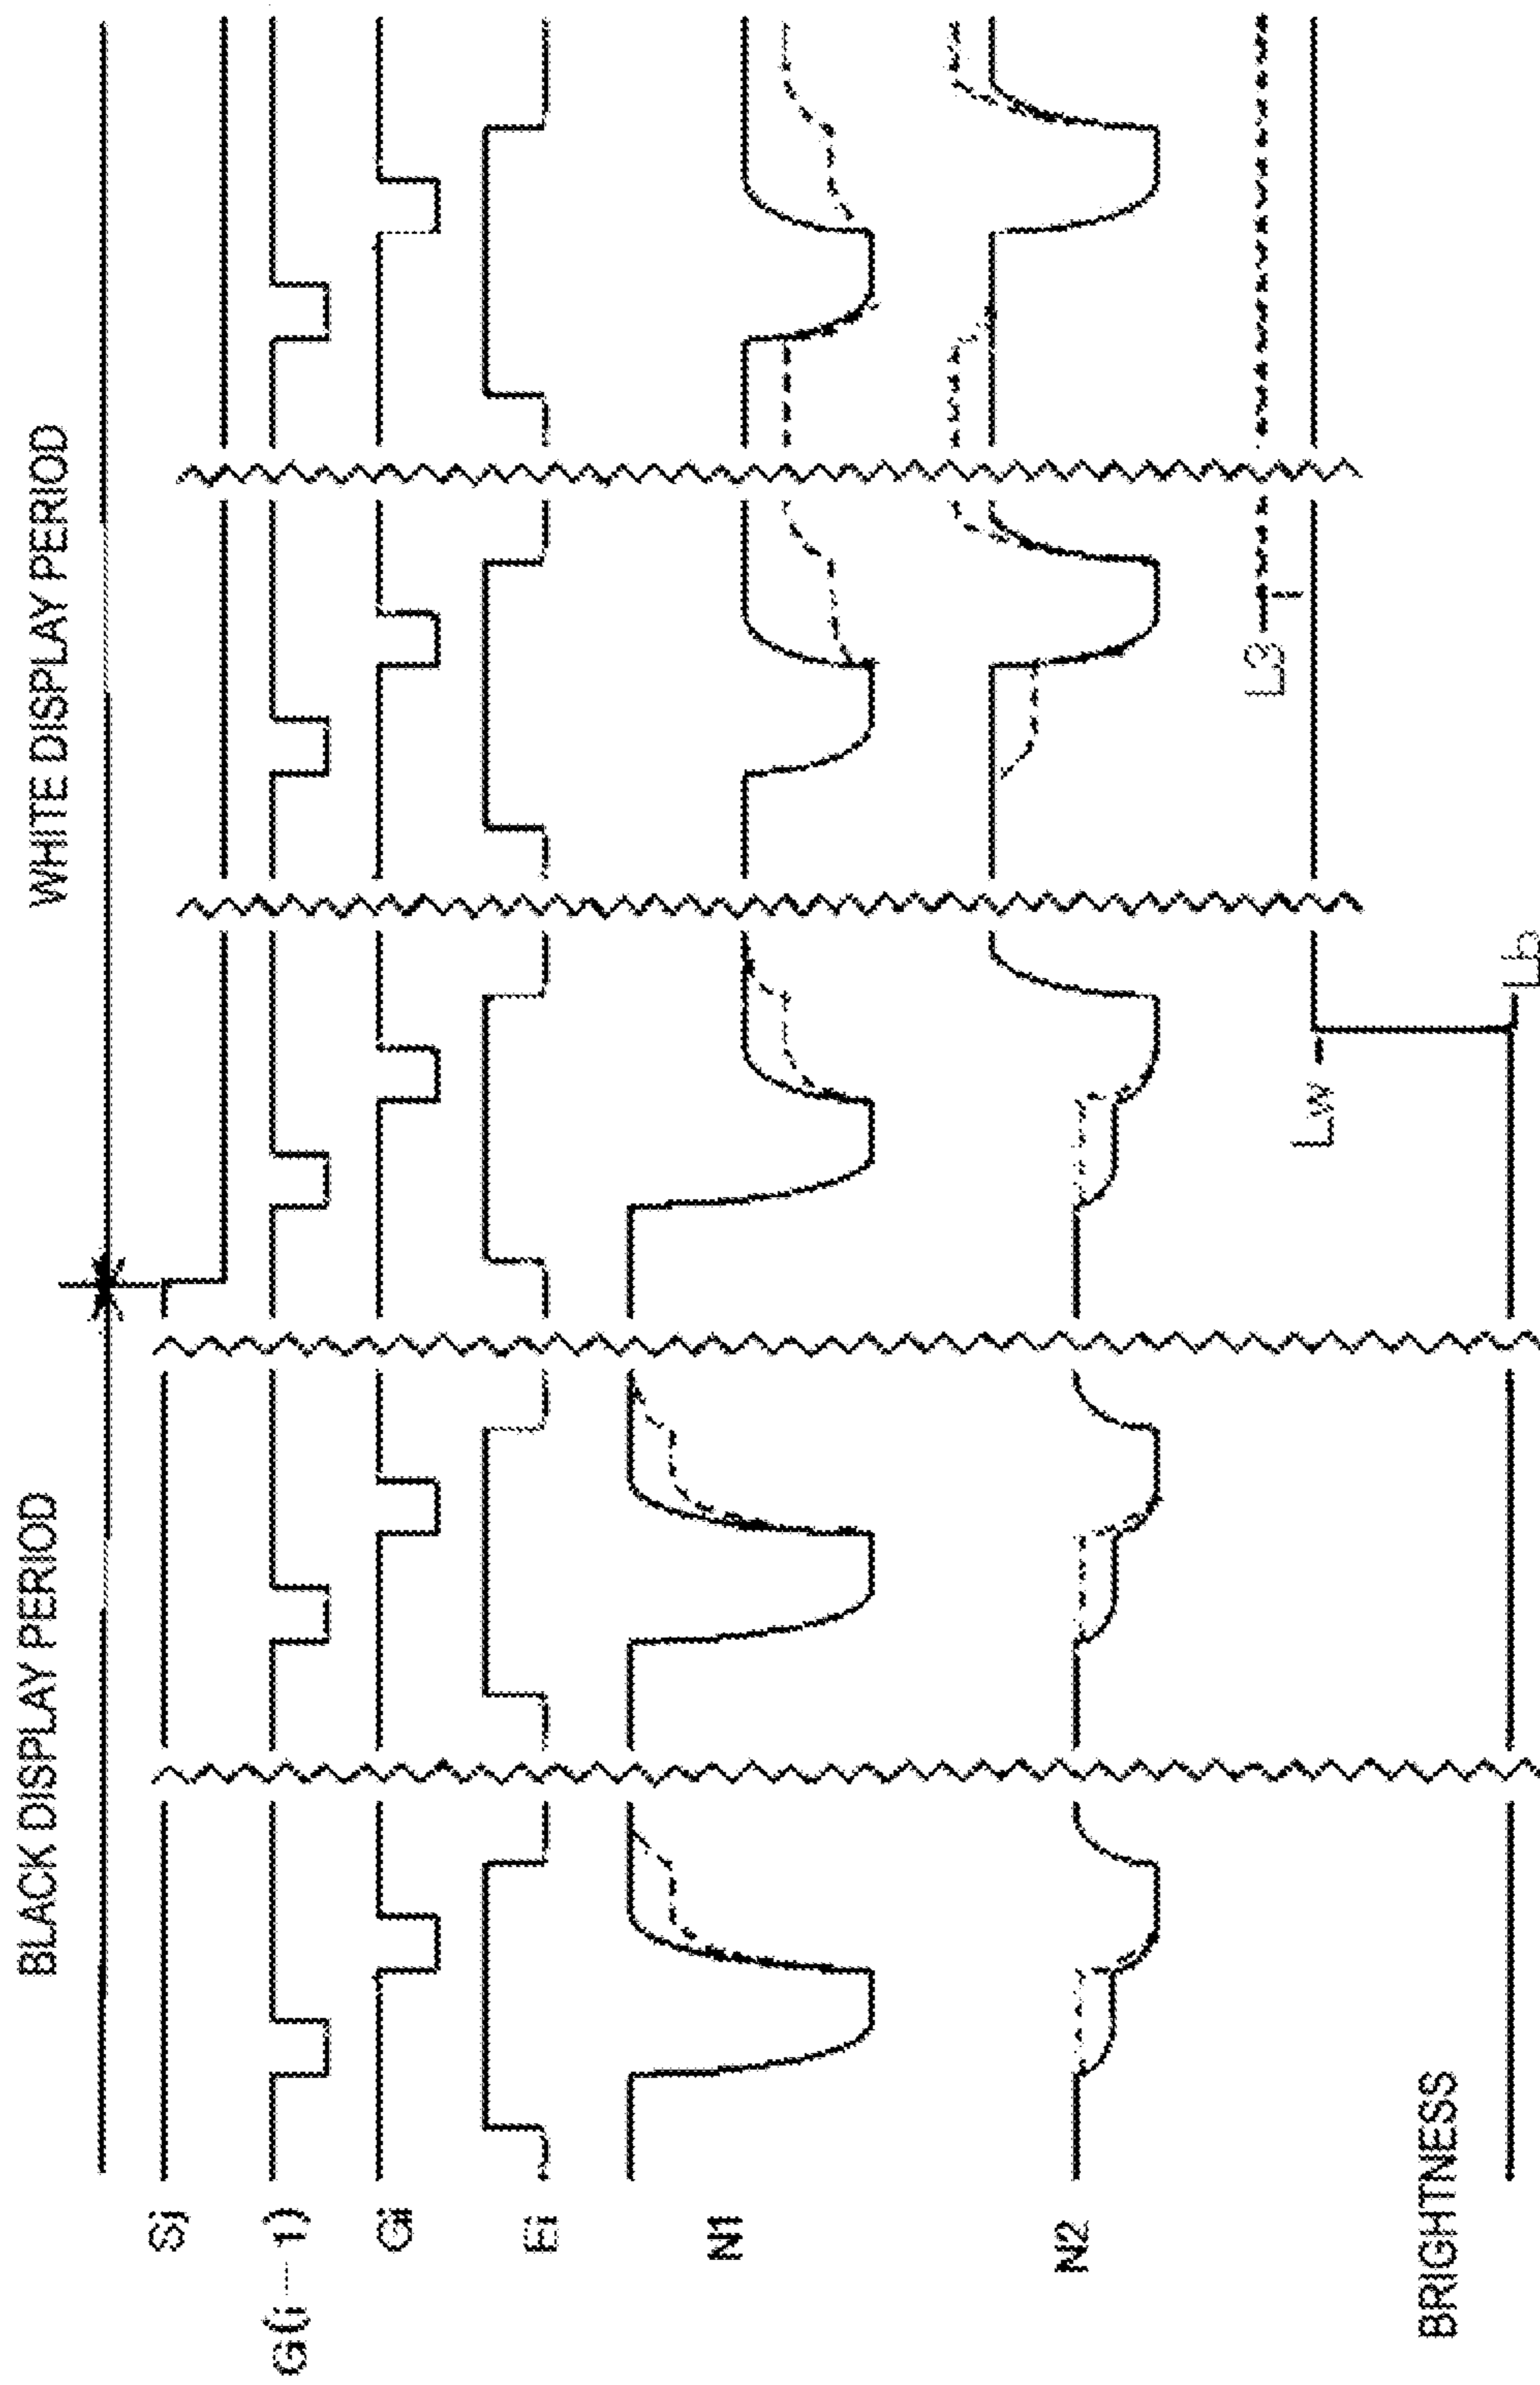 BLACK DISPLAY PERIOD
WHITE DISPLAY PERIOD
Sj
G(i-1)
Gi
Ei
N1
N2
BRIGHTNESS
Lw
L3
Lb